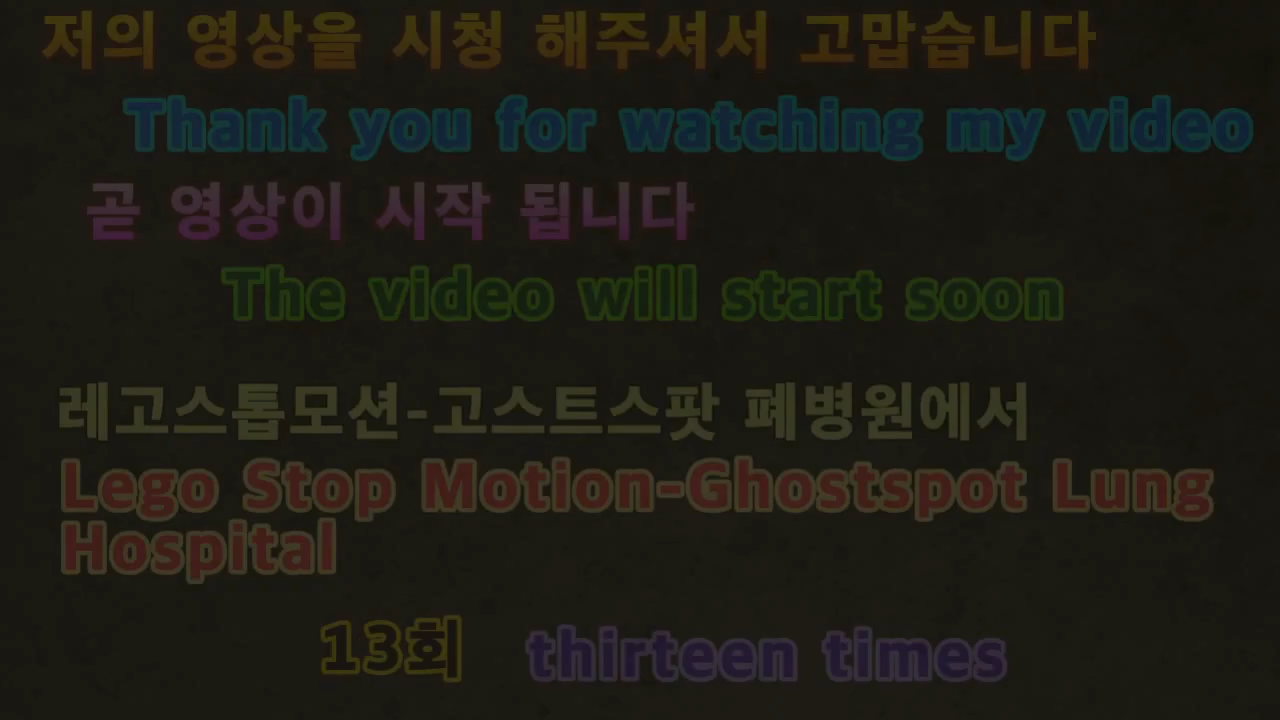 저의 영상을 시청 해주셔서 고맙습니다
Thank you for watching my video
곧 영상이 시작 됩니다
The video will start soon
레고스톱모션-고스트스팟 폐병원에서
Lego Stop Motion-Ghostspot Lung
Hospital
13회 thirteen times